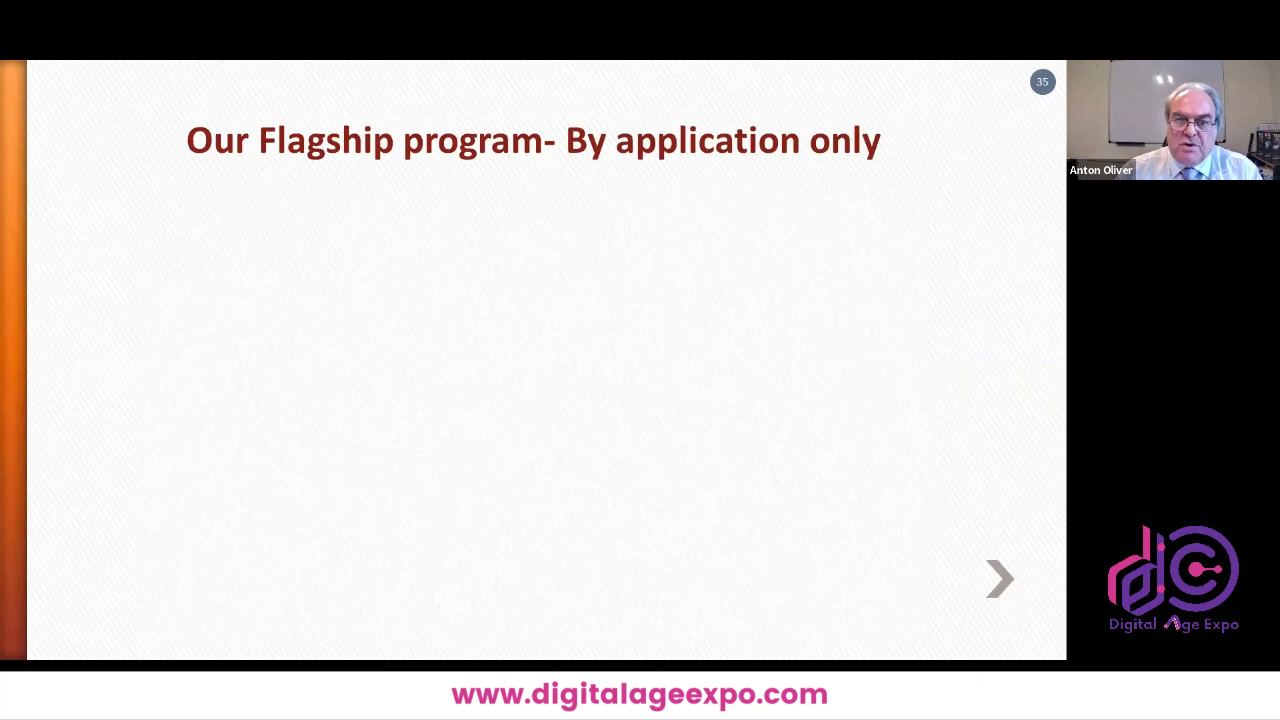 35
Our Flagship program- By application only
Anton Oliver
Digital Age Expo
www.digitalageexpo.com